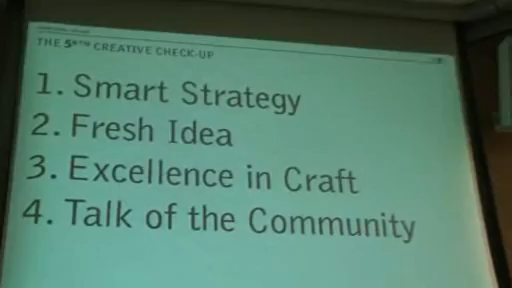 THE 5TH CREATIVE CHECK-UP
1. Smart Strategy
2. Fresh Idea
3. Excellence in Craft
4. Talk of the Community